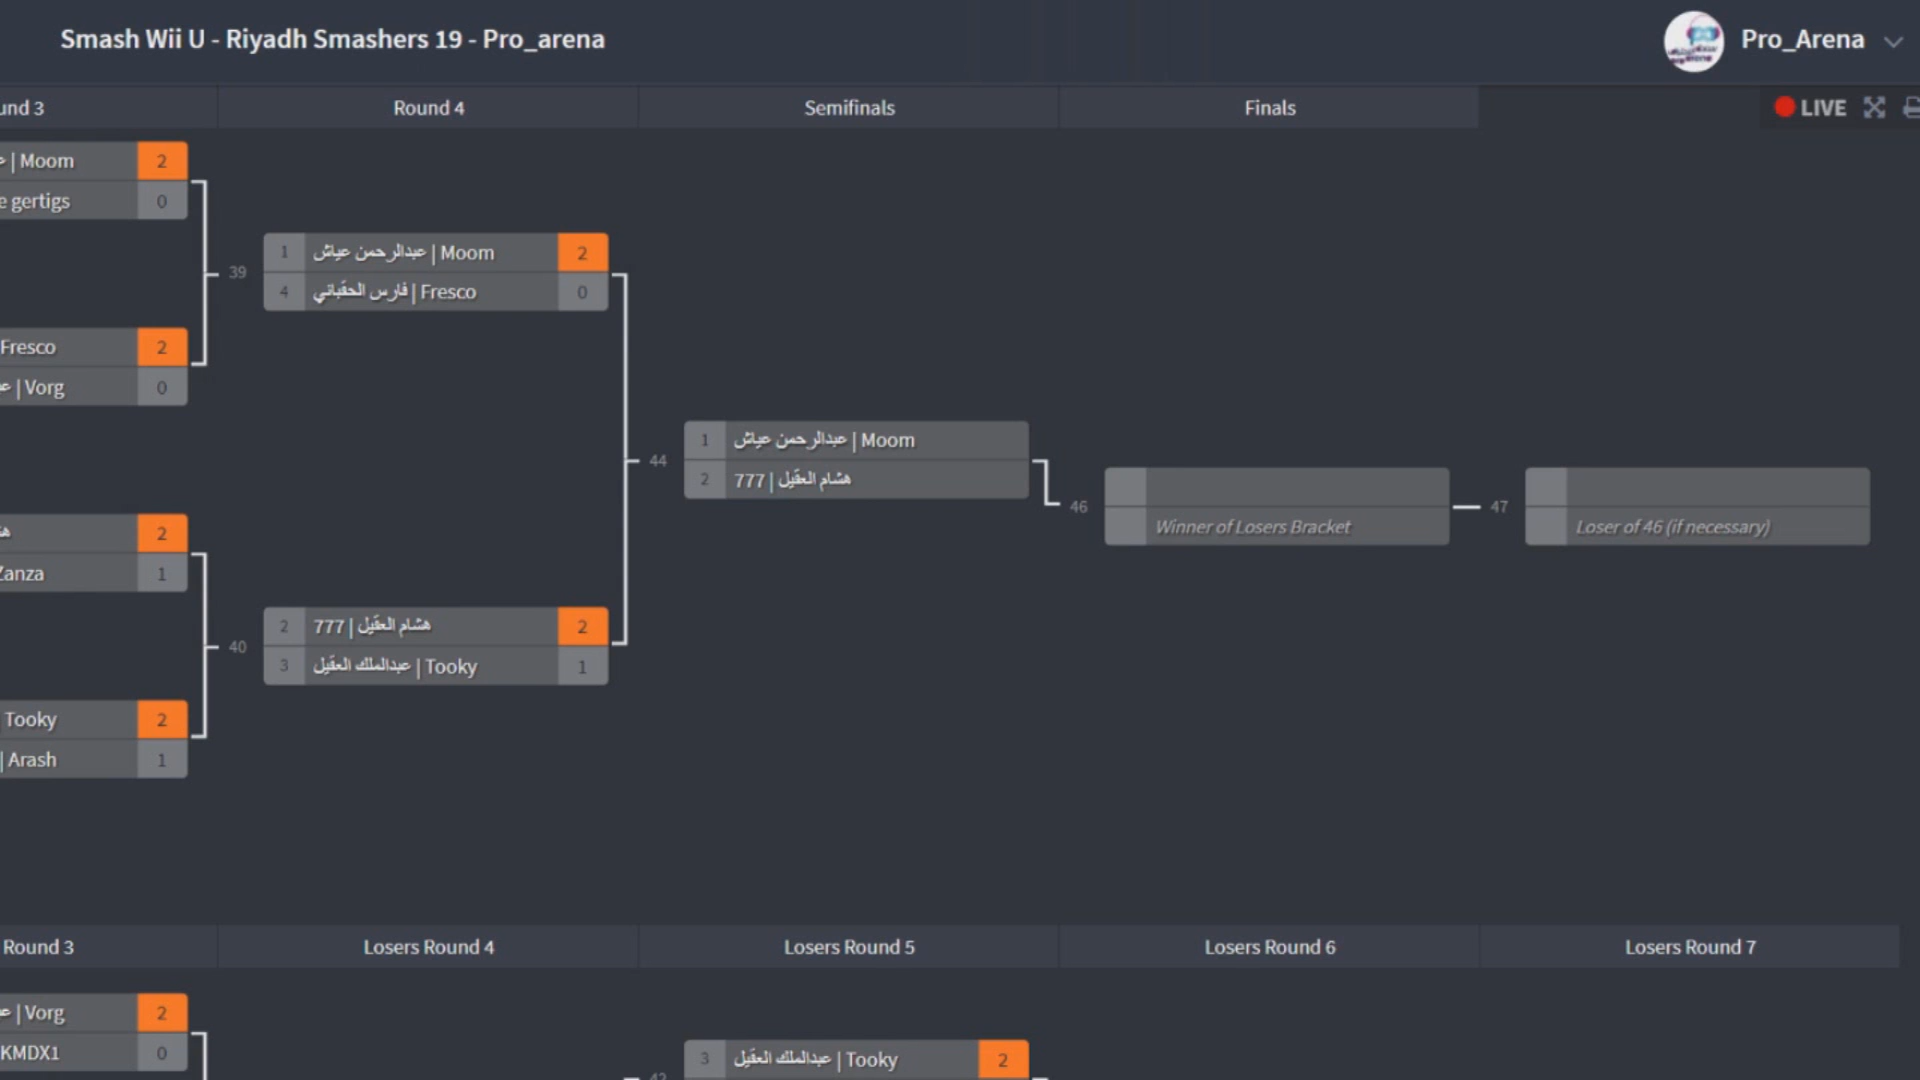 Smash Wii U - Riyadh Smashers 19 - Pro_arena
Pro_Arena
und 3
Round 4
Semifinals
Finals
LIVE
| Moom 2
e gertigs 0
Fresco 2
| Vorg 0
39
1 عبدالرحمن عياش | Moom 2
4 فارس الحقباني | Fresco 0
44
1 عبدالرحمن عياش | Moom
2 777 | هشام العقيل
46
Winner of Losers Bracket
47
Loser of 46 (if necessary)
2
Zanza 1
Tooky 2
| Arash 1
40
2 777 | هشام العقيل 2
3 عبدالملك العقيل | Tooky 1
Round 3
Losers Round 4
Losers Round 5
Losers Round 6
Losers Round 7
| Vorg 2
KMDX1 0
3 عبدالملك العقيل | Tooky 2